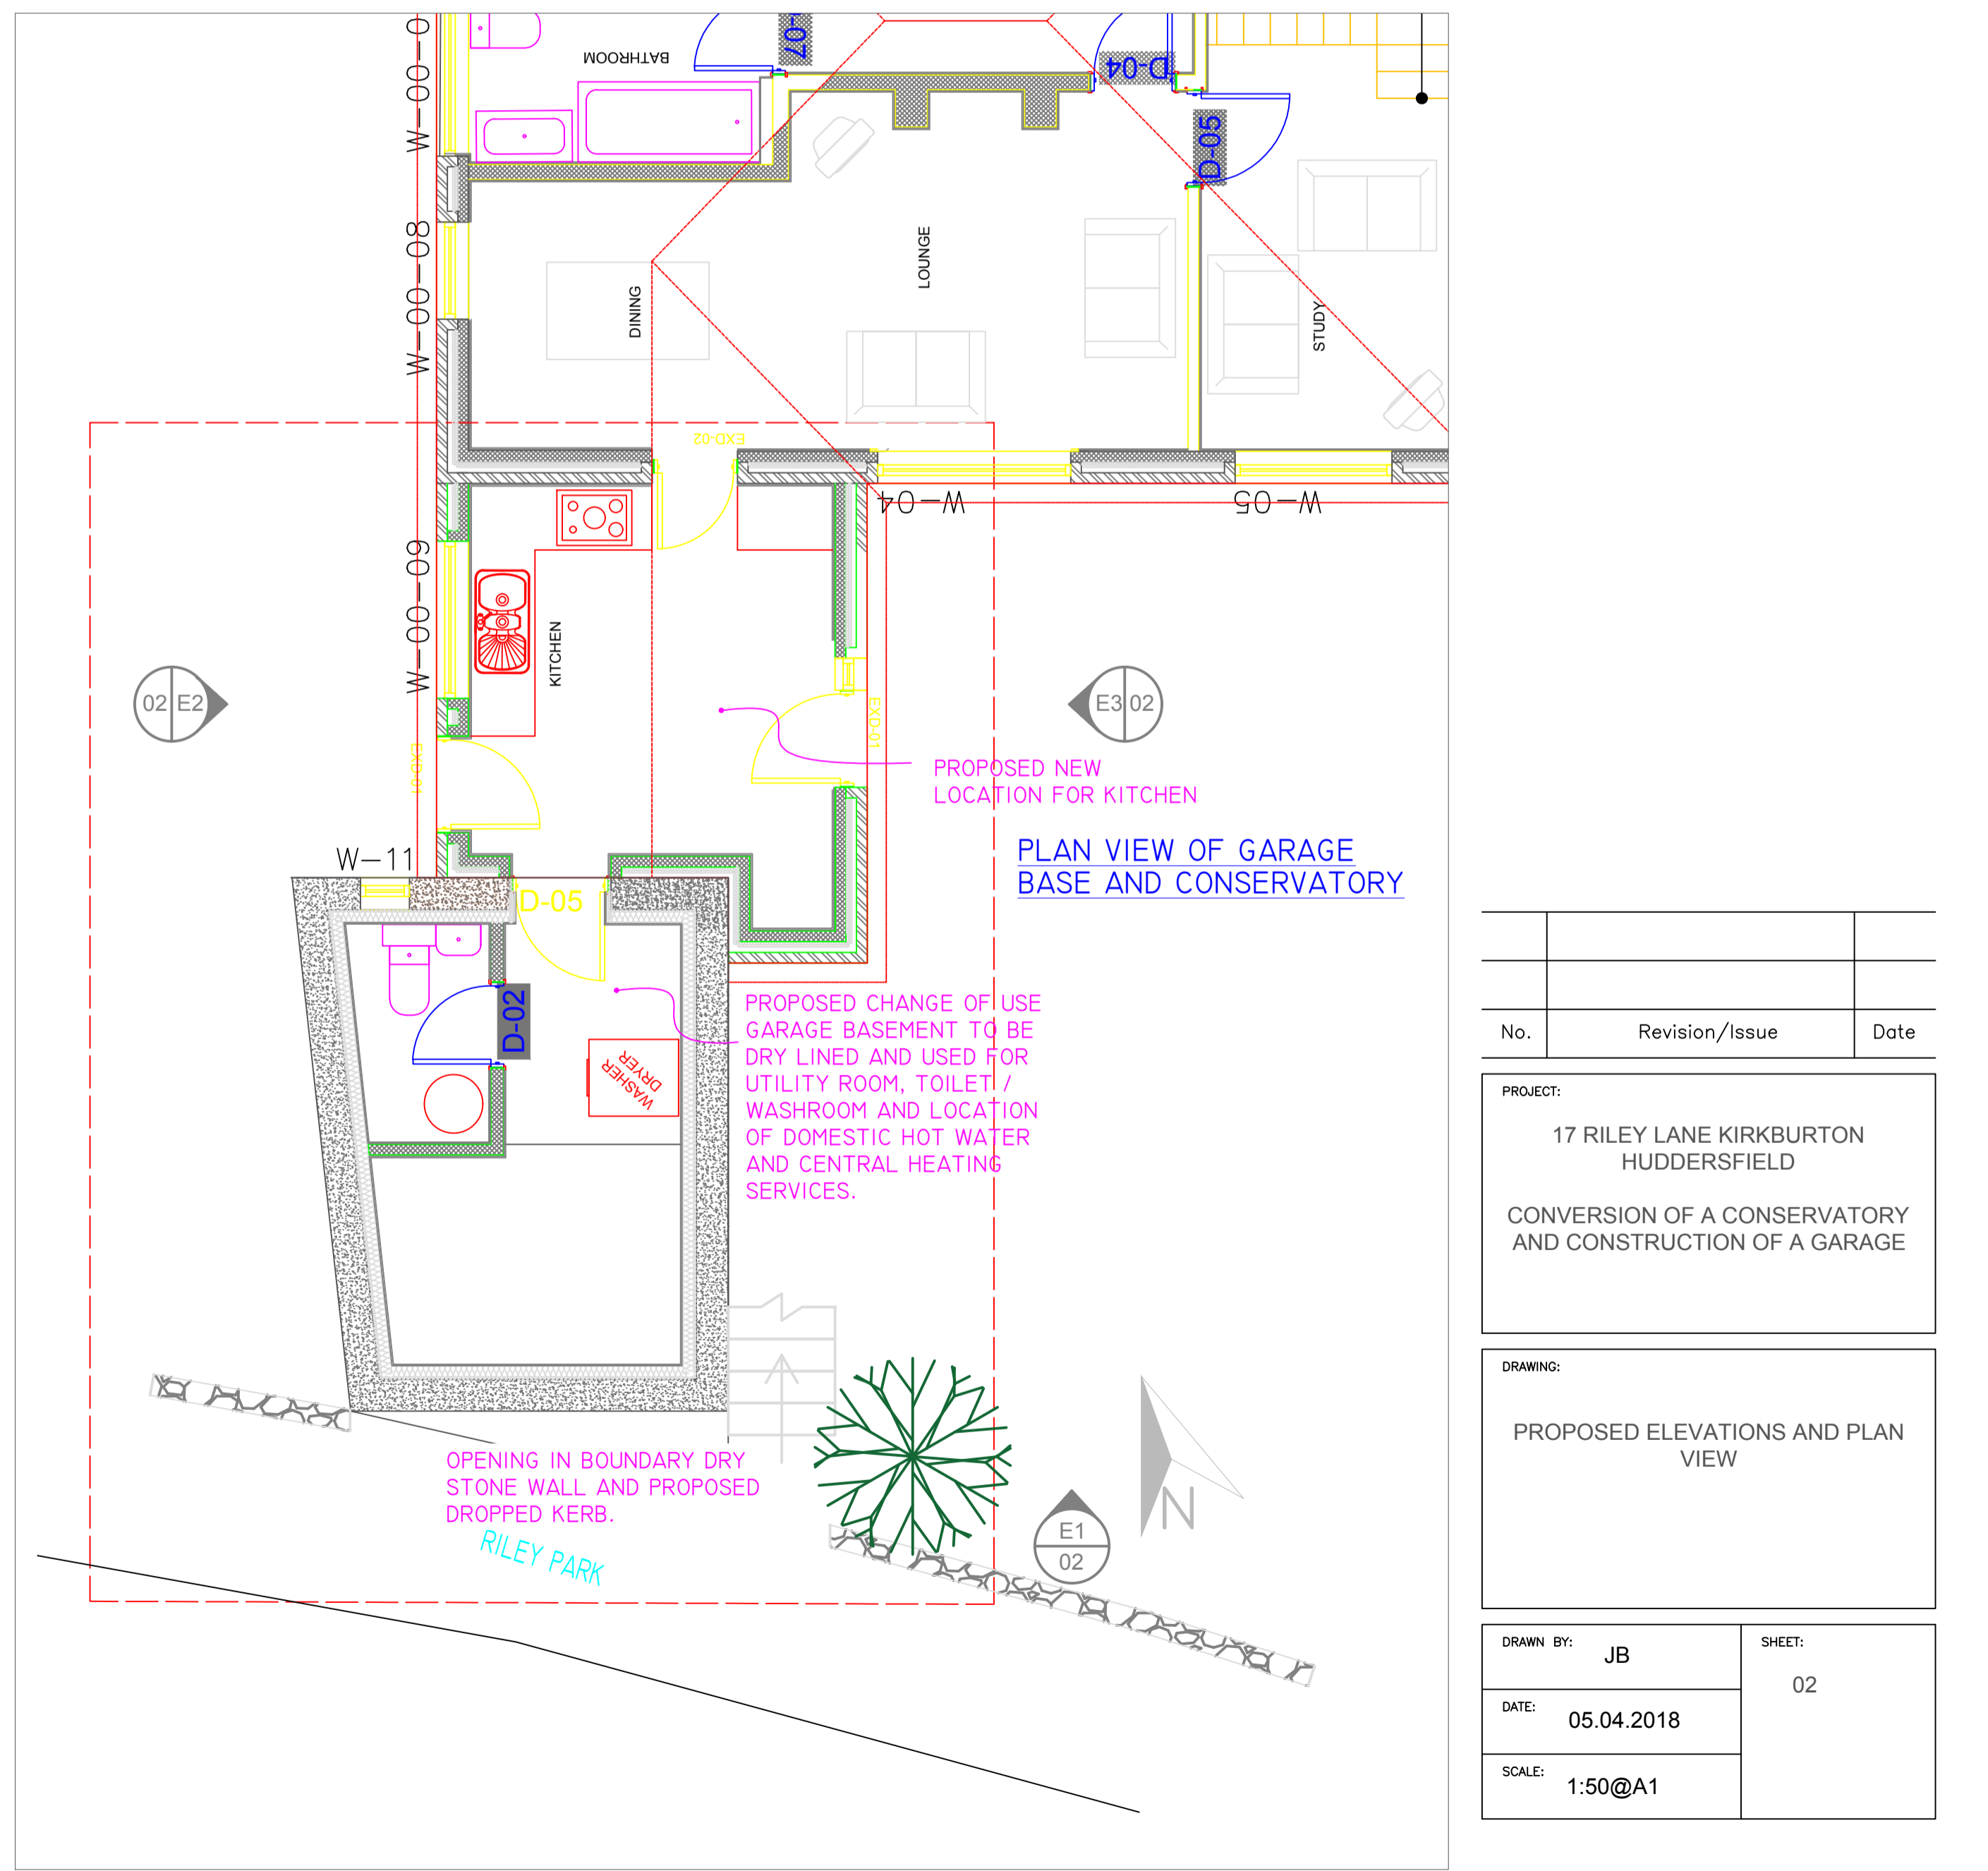 BATHROOM
D-07
D-04
D-05
W-00-0
W-00-08
DINING
LOUNGE
STUDY
EXD-02
W-04
W-05
W-00-09
KITCHEN
02 E2
E3 02
EXD-01
EXD-01
PROPOSED NEW
LOCATION FOR KITCHEN
PLAN VIEW OF GARAGE
BASE AND CONSERVATORY
W-11
D-05
D-02
WASHER
DRYER
PROPOSED CHANGE OF USE
GARAGE BASEMENT TO BE
DRY LINED AND USED FOR
UTILITY ROOM, TOILET /
WASHROOM AND LOCATION
OF DOMESTIC HOT WATER
AND CENTRAL HEATING
SERVICES.
OPENING IN BOUNDARY DRY
STONE WALL AND PROPOSED
DROPPED KERB.
RILEY PARK
E1
02
N
No. Revision/Issue Date
PROJECT:
17 RILEY LANE KIRKBURTON
HUDDERSFIELD
CONVERSION OF A CONSERVATORY
AND CONSTRUCTION OF A GARAGE
DRAWING:
PROPOSED ELEVATIONS AND PLAN
VIEW
DRAWN BY: JB
SHEET:
02
DATE: 05.04.2018
SCALE: 1:50@A1